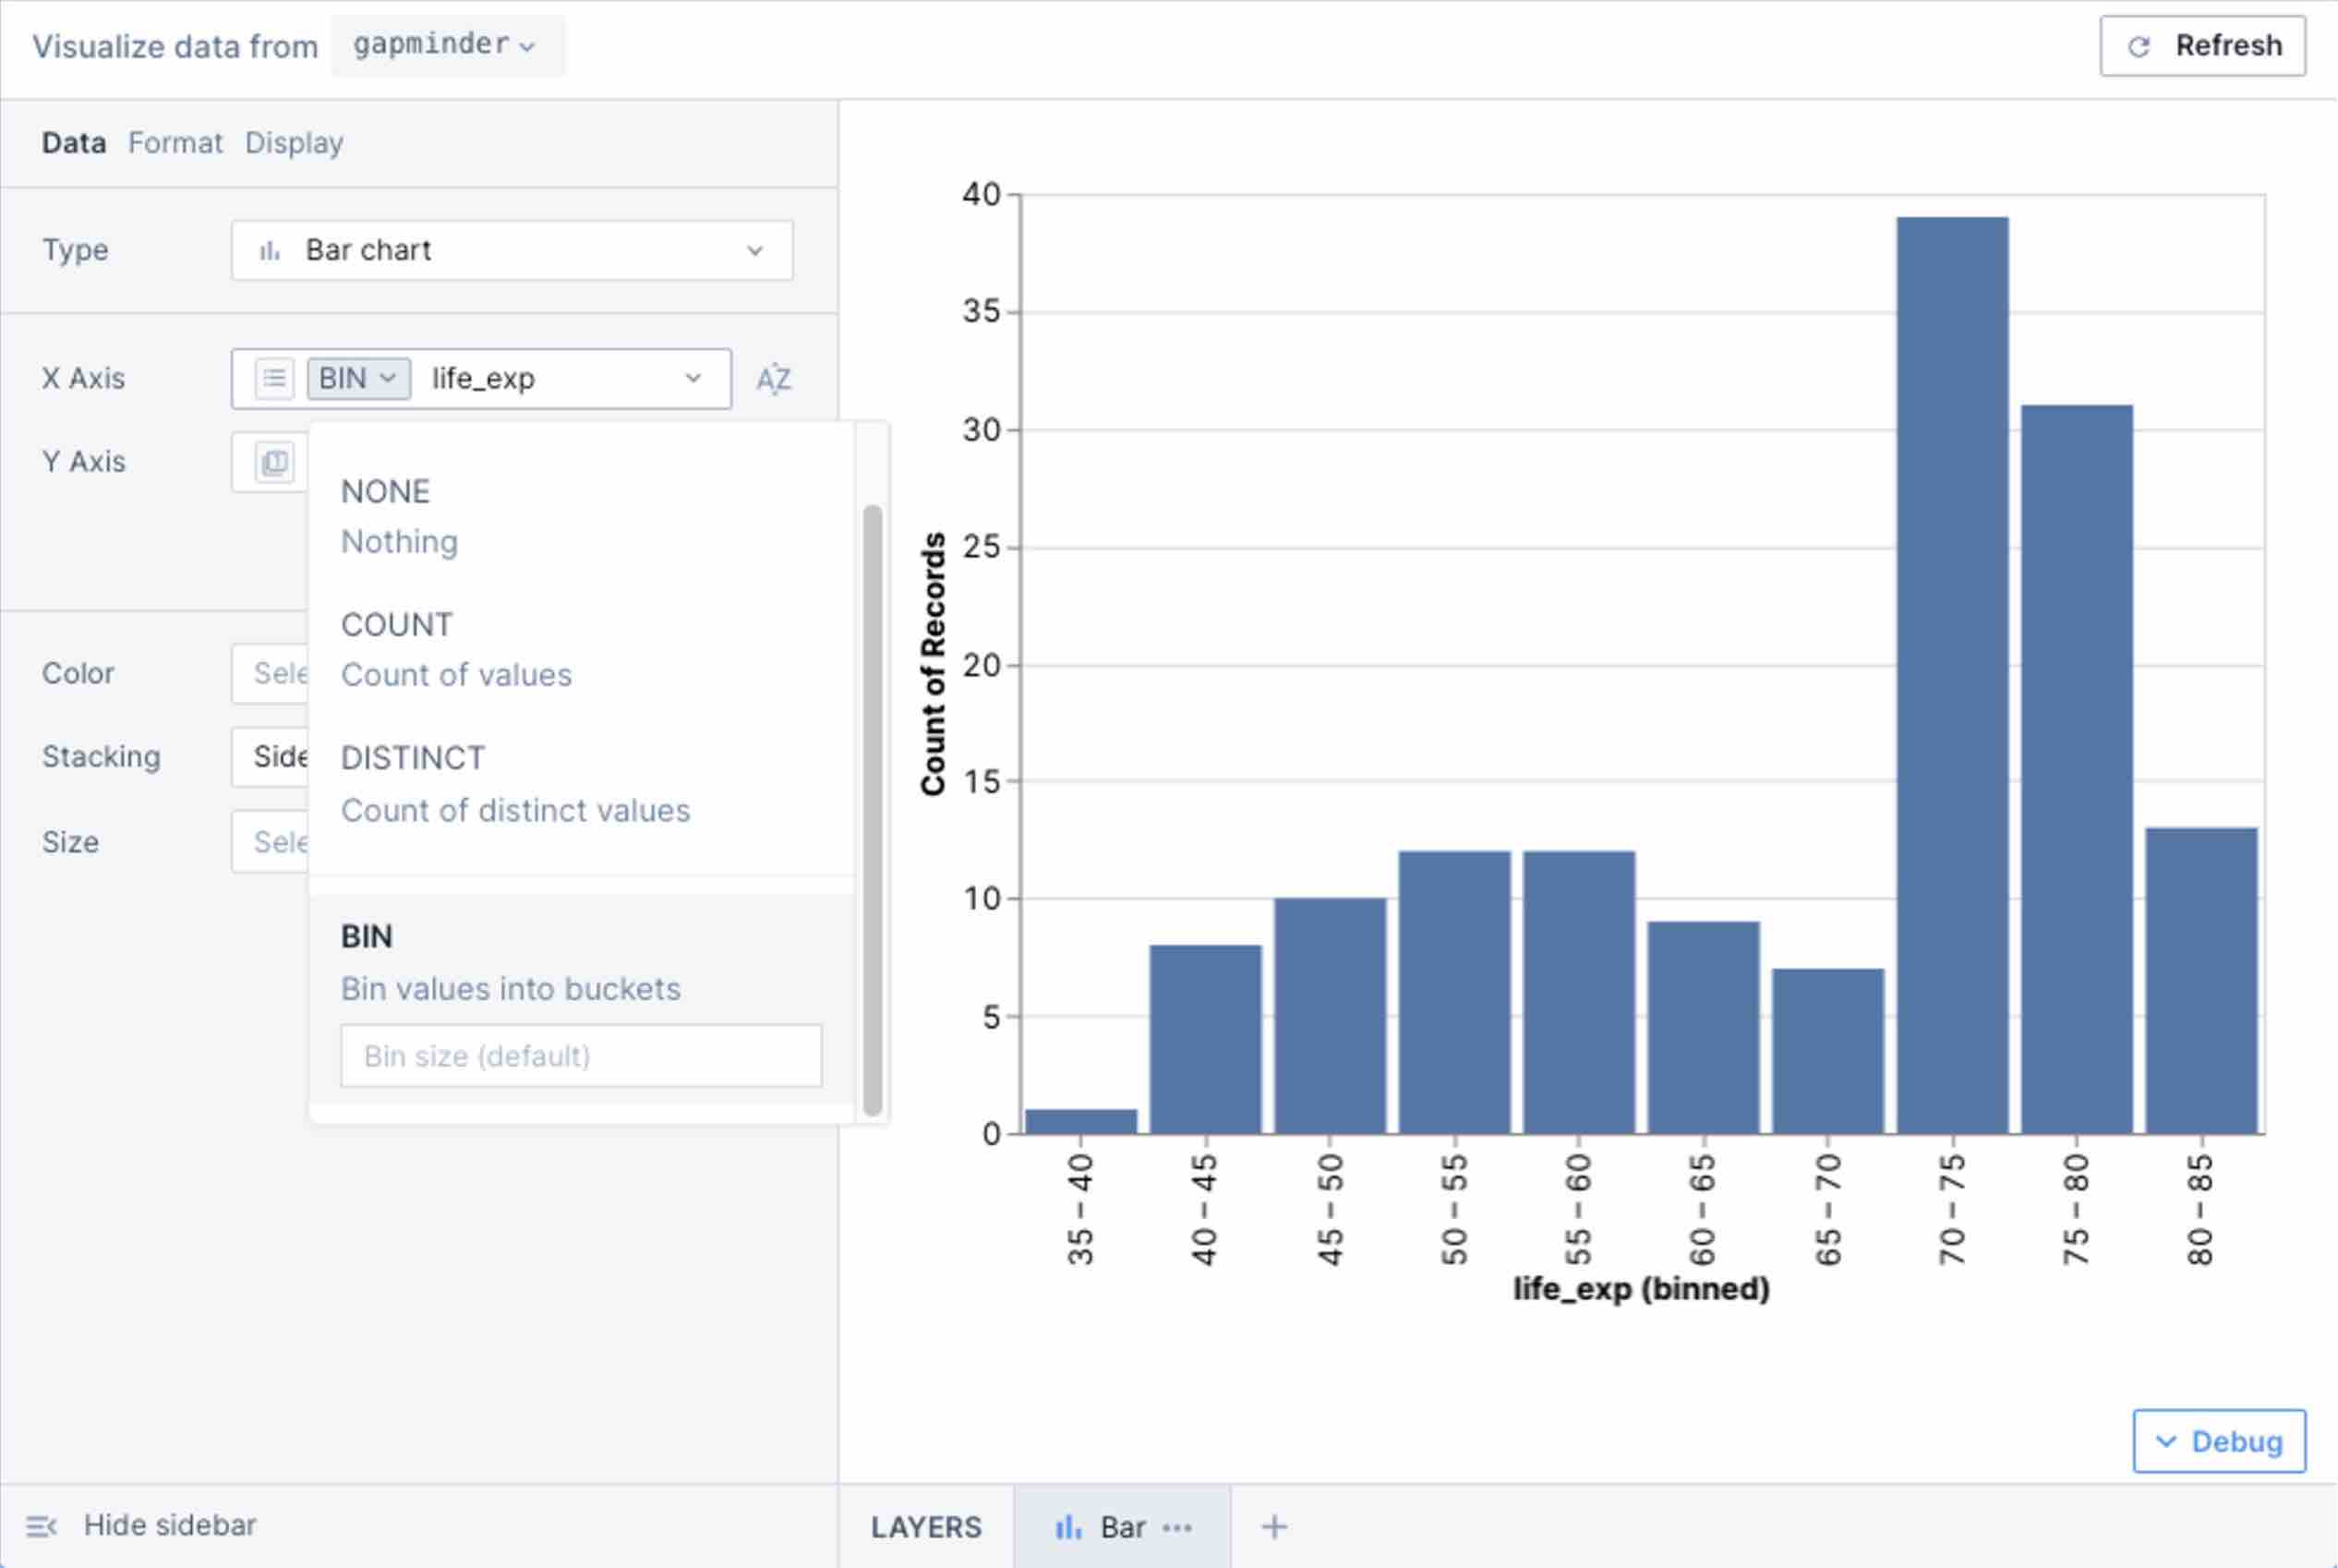 Visualize data from gapminder
Refresh
Data Format Display
Type Bar chart
X Axis BIN life_exp AZ
Y Axis
NONE
Nothing
COUNT
Count of values
DISTINCT
Count of distinct values
BIN
Bin values into buckets
Bin size (default)
Color Sele
Stacking Side
Size Sele
Count of Records
40
35
30
25
20
15
10
5
0
35 – 40
40 – 45
45 – 50
50 – 55
55 – 60
60 – 65
65 – 70
70 – 75
75 – 80
80 – 85
life_exp (binned)
Debug
Hide sidebar
LAYERS Bar